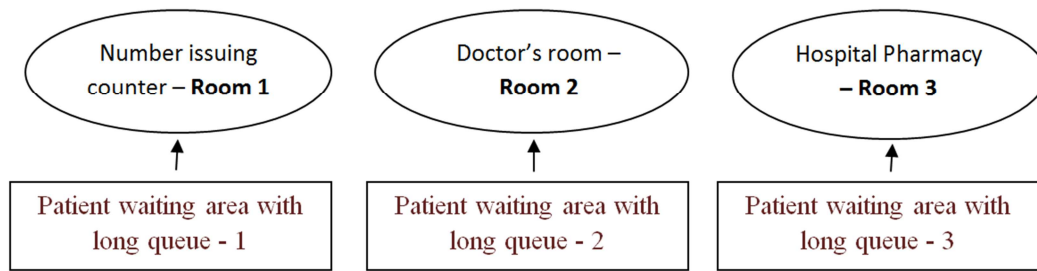 Number issuing
counter – Room 1
Doctor's room –
Room 2
Hospital Pharmacy
– Room 3
Patient waiting area with
long queue - 1
Patient waiting area with
long queue - 2
Patient waiting area with
long queue - 3